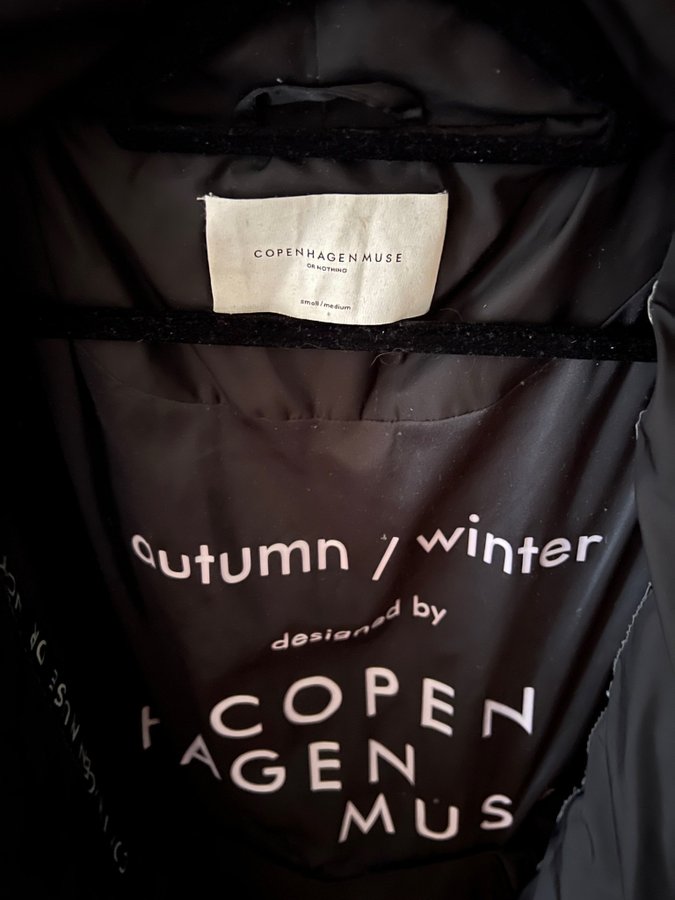 COPENHAGEN MUSE
OR NOTHING
small / medium
autumn / winter
designed by
COPEN
HAGEN
MUS